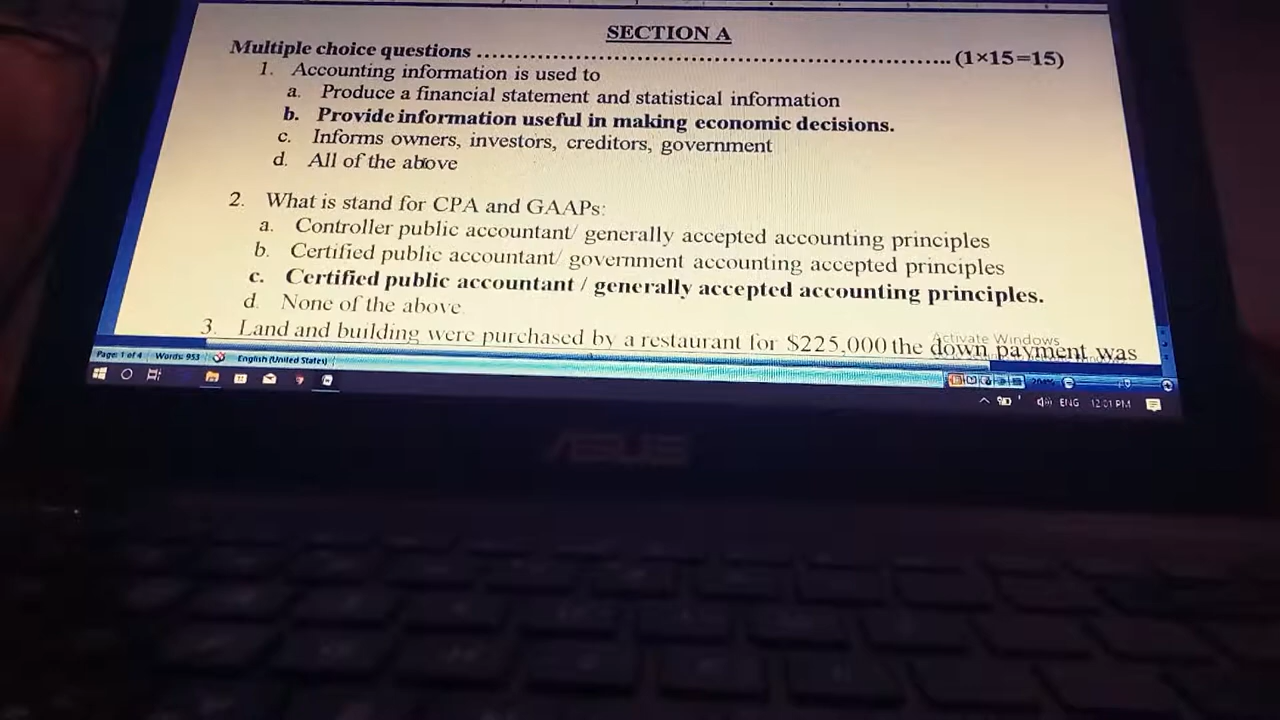 SECTION A
Multiple choice questions ........................................................ (1×15=15)
1. Accounting information is used to
a. Produce a financial statement and statistical information
b. Provide information useful in making economic decisions.
c. Informs owners, investors, creditors, government
d. All of the above
2. What is stand for CPA and GAAPs:
a. Controller public accountant/ generally accepted accounting principles
b. Certified public accountant/ government accounting accepted principles
c. Certified public accountant / generally accepted accounting principles.
d. None of the above
3. Land and building were purchased by a restaurant for $225,000 the down payment was
Activate Windows
Page: 1 of 4 Words: 953 English (United States)
ENG 12:01 PM
ASUS